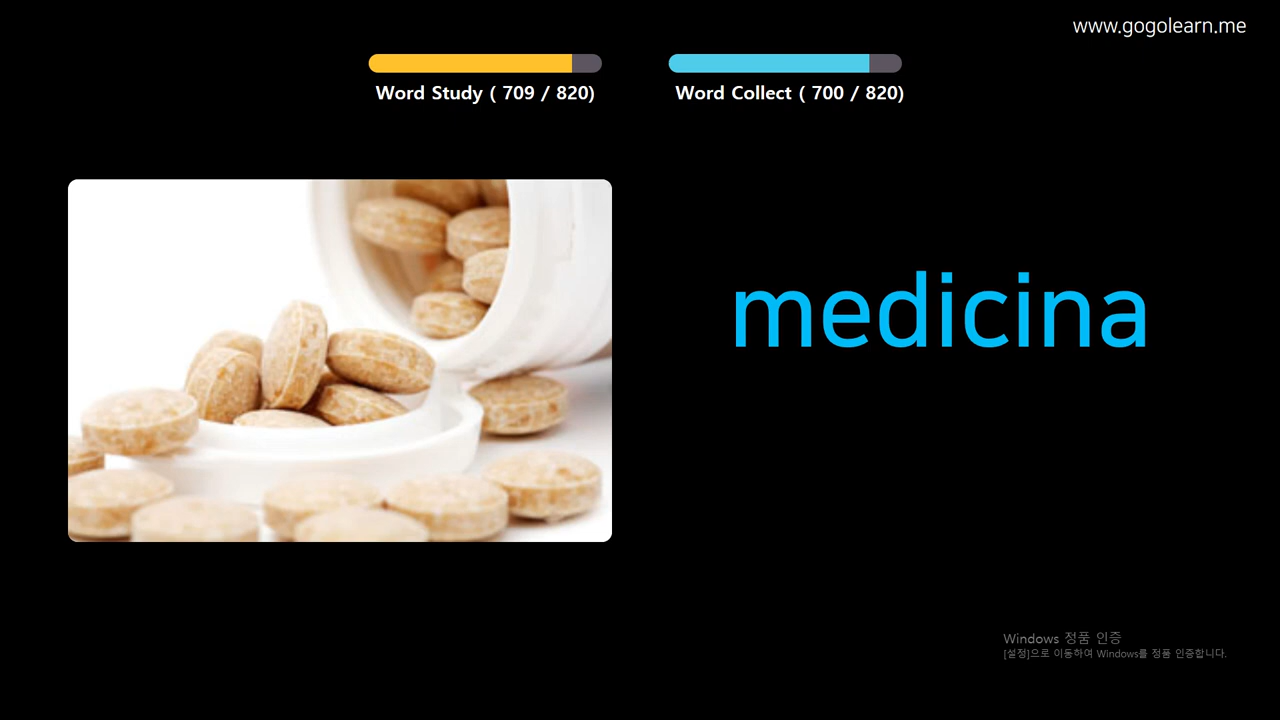 www.gogolearn.me
Word Study ( 709 / 820)
Word Collect ( 700 / 820)
medicina
Windows 정품 인증
[설정]으로 이동하여 Windows를 정품 인증합니다.